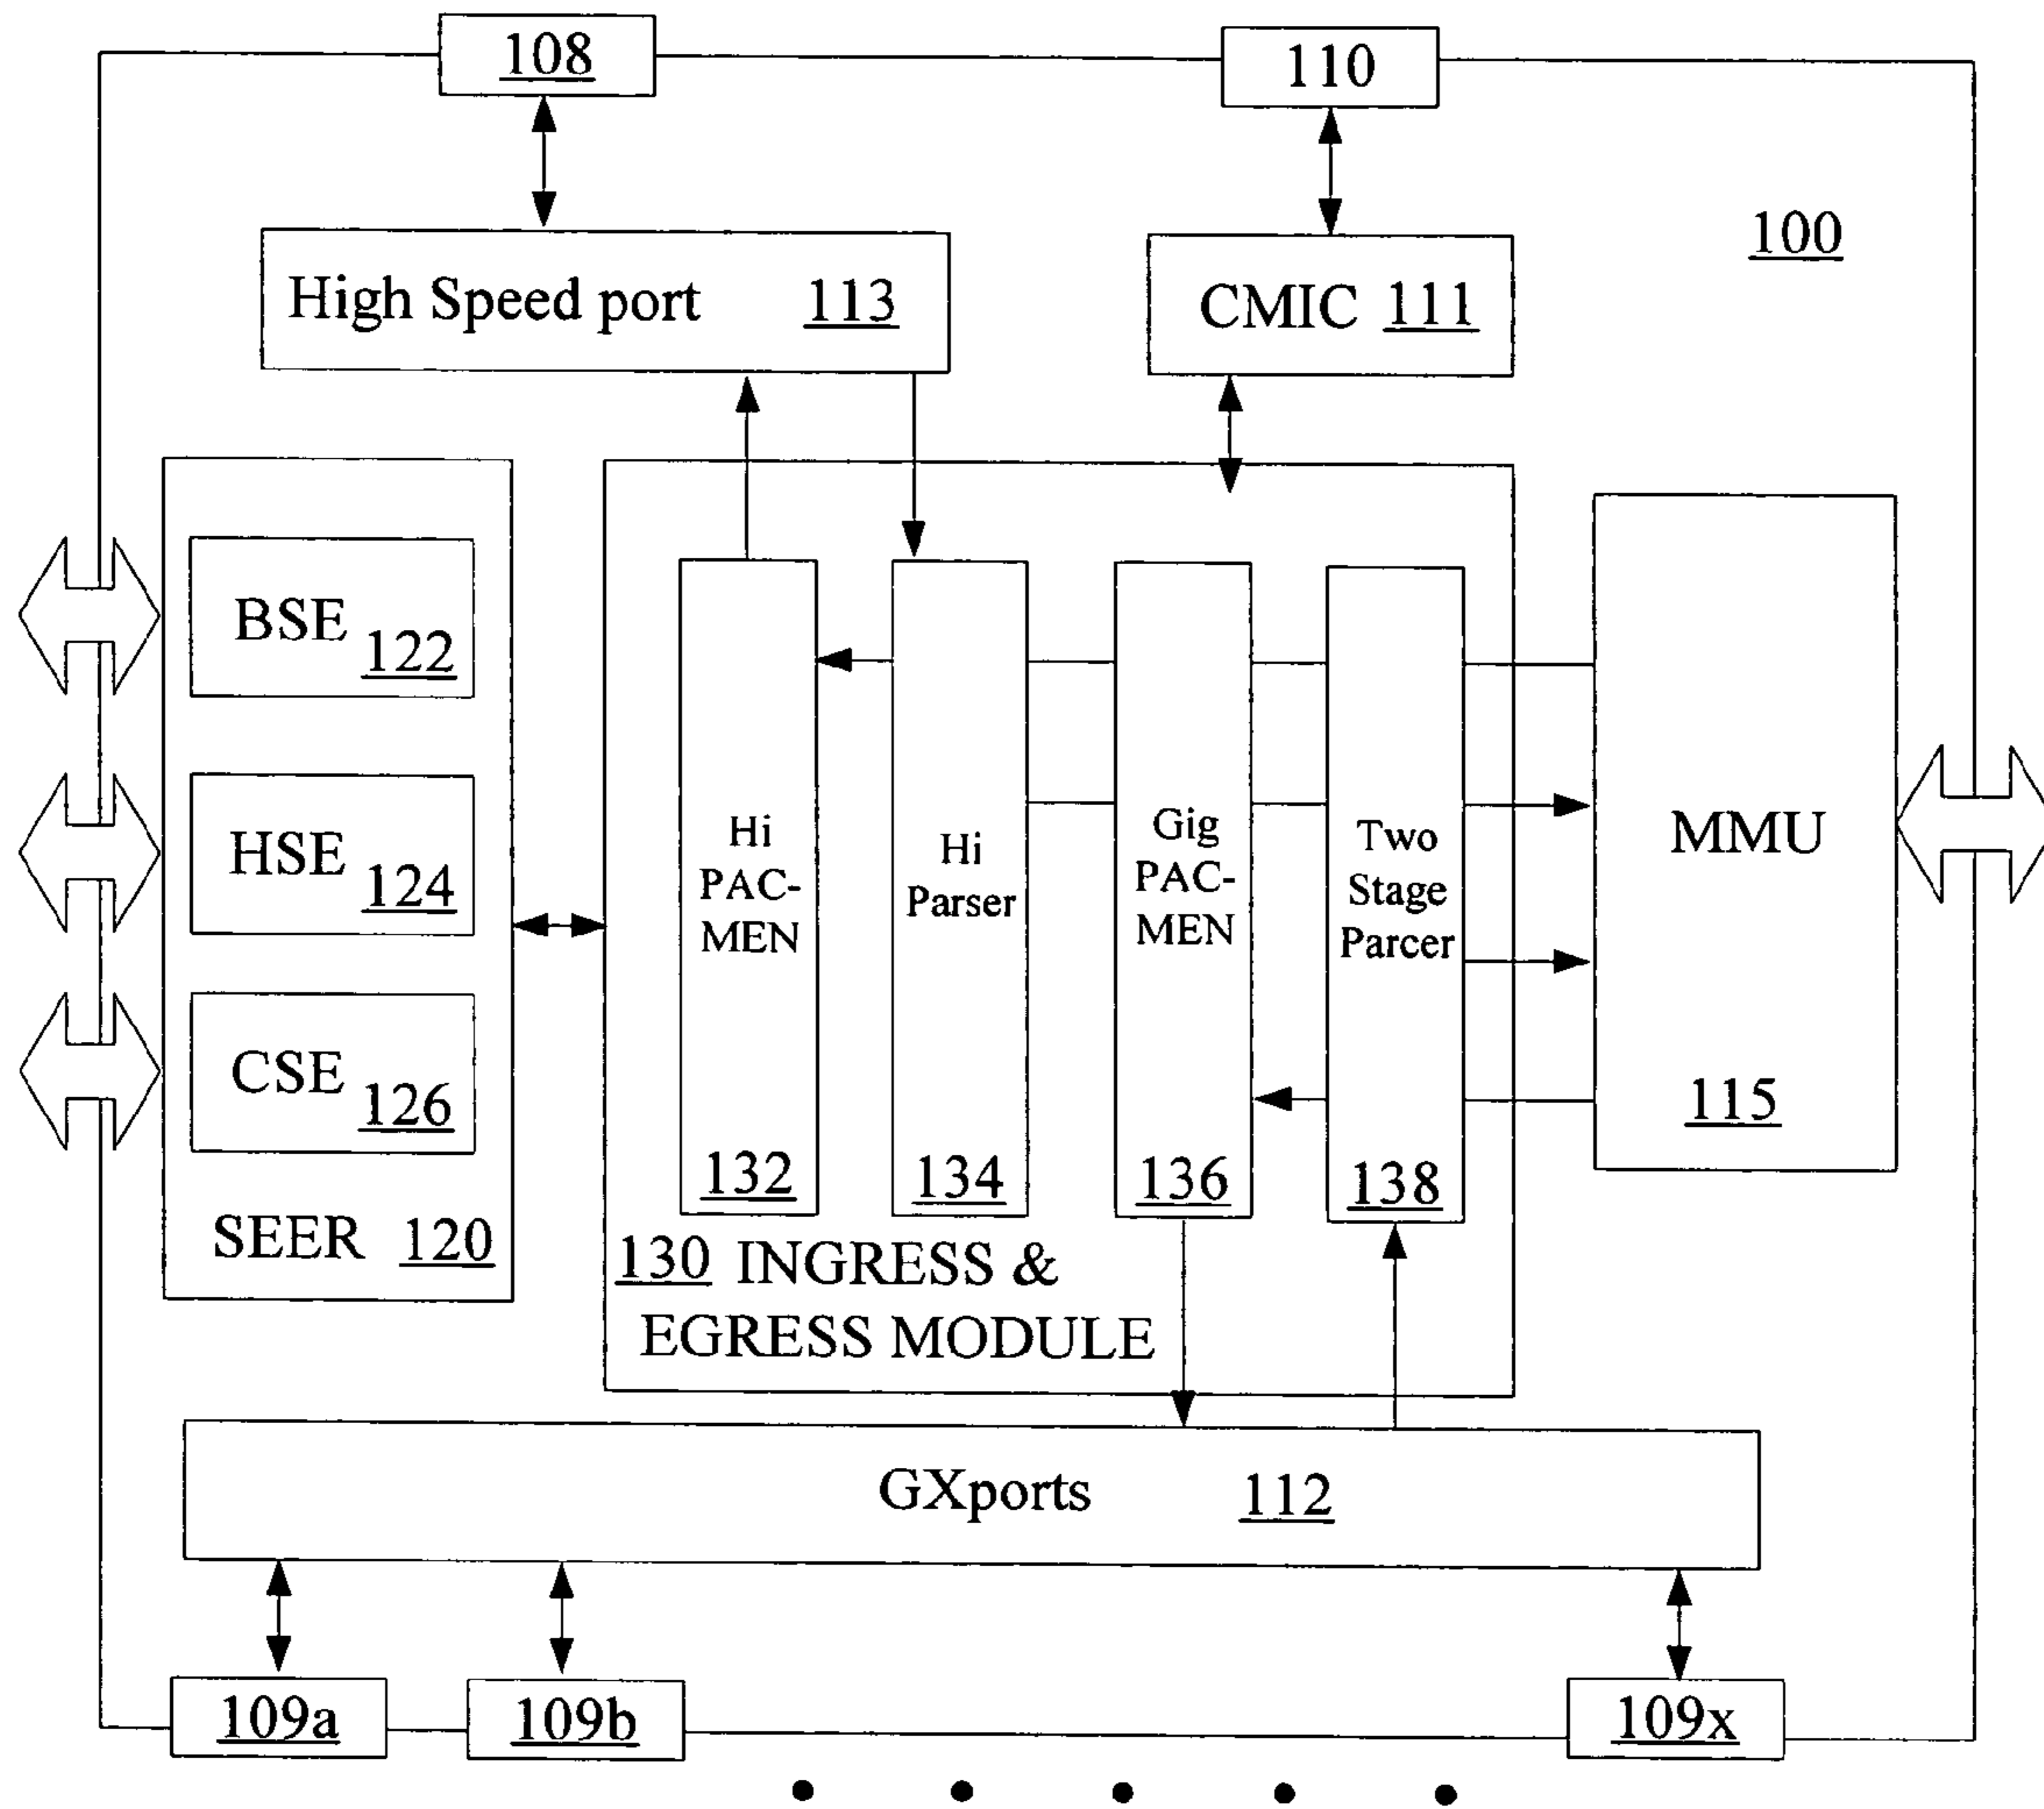 108
110
100
High Speed port 113
CMIC 111
BSE 122
HSE 124
CSE 126
SEER 120
Hi
PAC-
MEN
132
Hi
Parser
134
Gig
PAC-
MEN
136
Two
Stage
Parcer
138
130 INGRESS &
EGRESS MODULE
MMU
115
GXports 112
109a
109b
109x